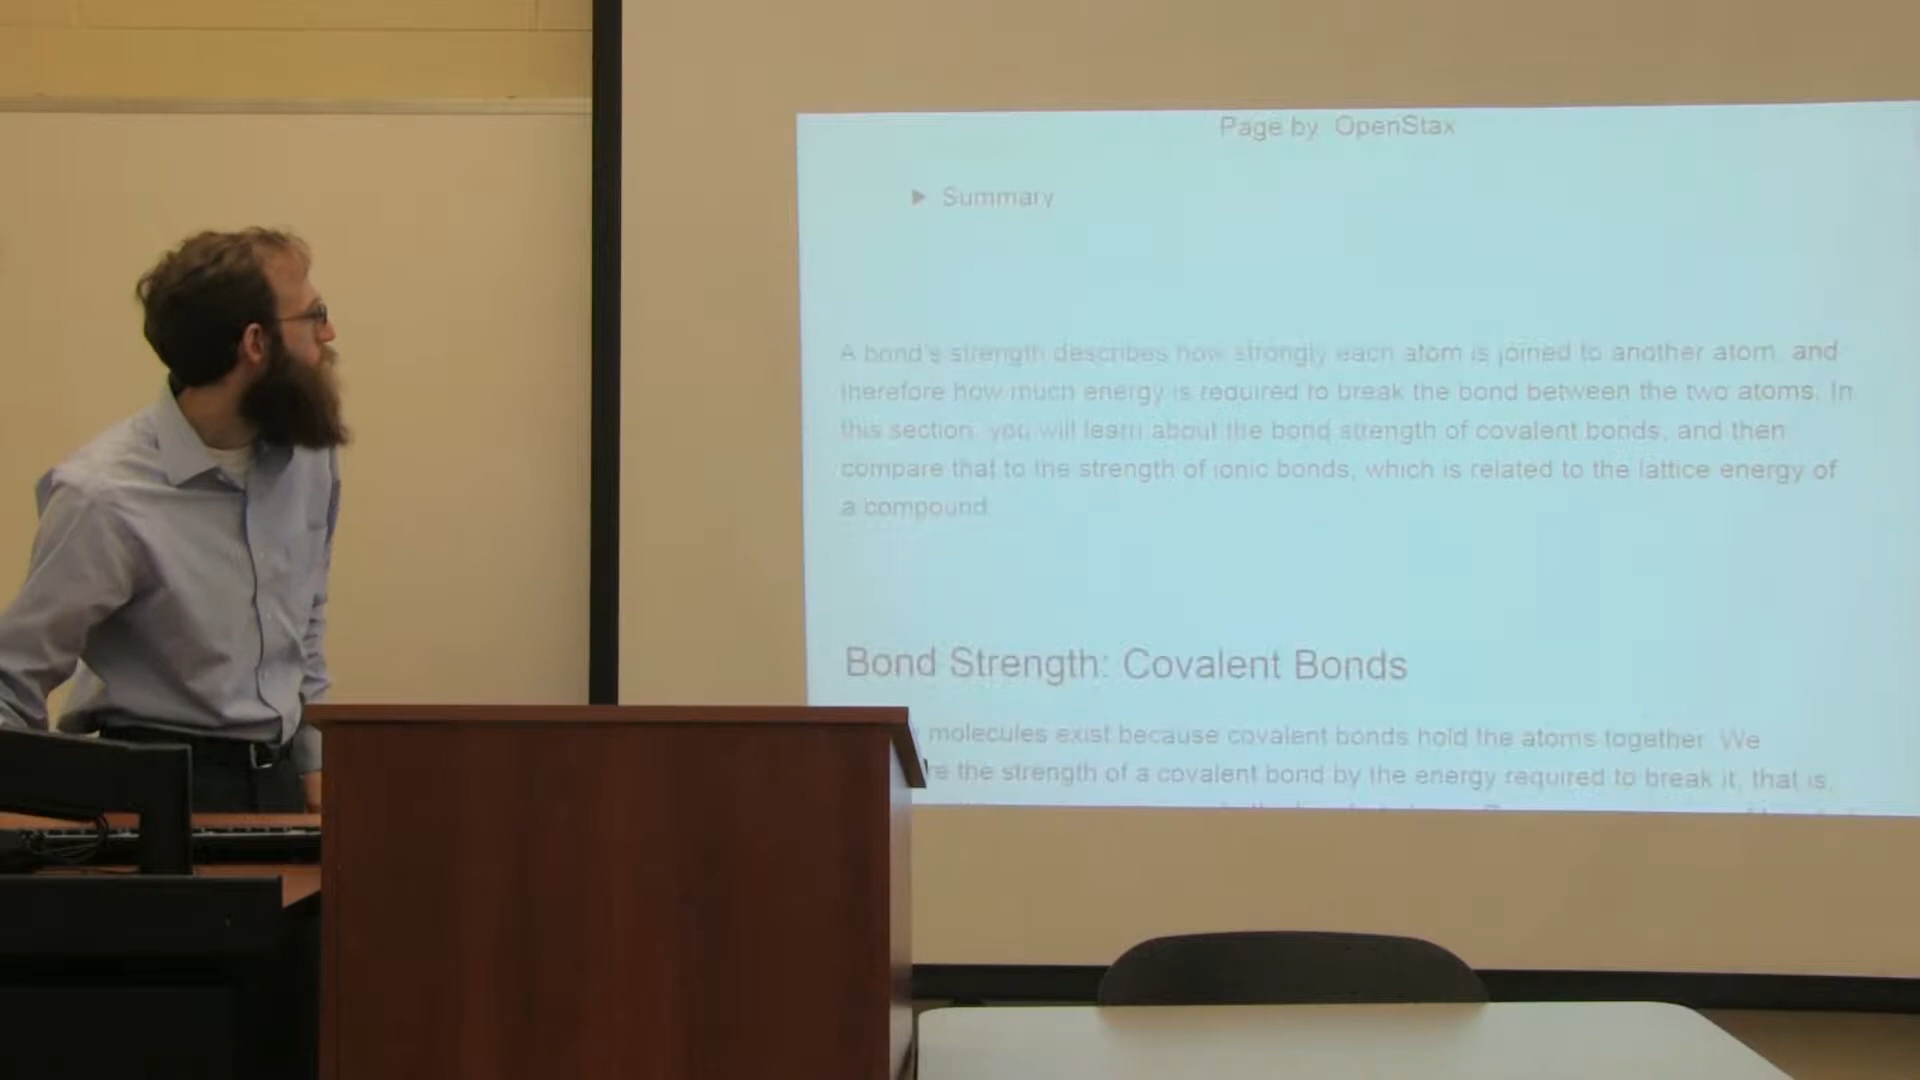 Page by OpenStax
► Summary
A bond's strength describes how strongly each atom is joined to another atom, and
therefore how much energy is required to break the bond between the two atoms. In
this section, you will learn about the bond strength of covalent bonds, and then
compare that to the strength of ionic bonds, which is related to the lattice energy of
a compound.
Bond Strength: Covalent Bonds
molecules exist because covalent bonds hold the atoms together. We
the strength of a covalent bond by the energy required to break it, that is,